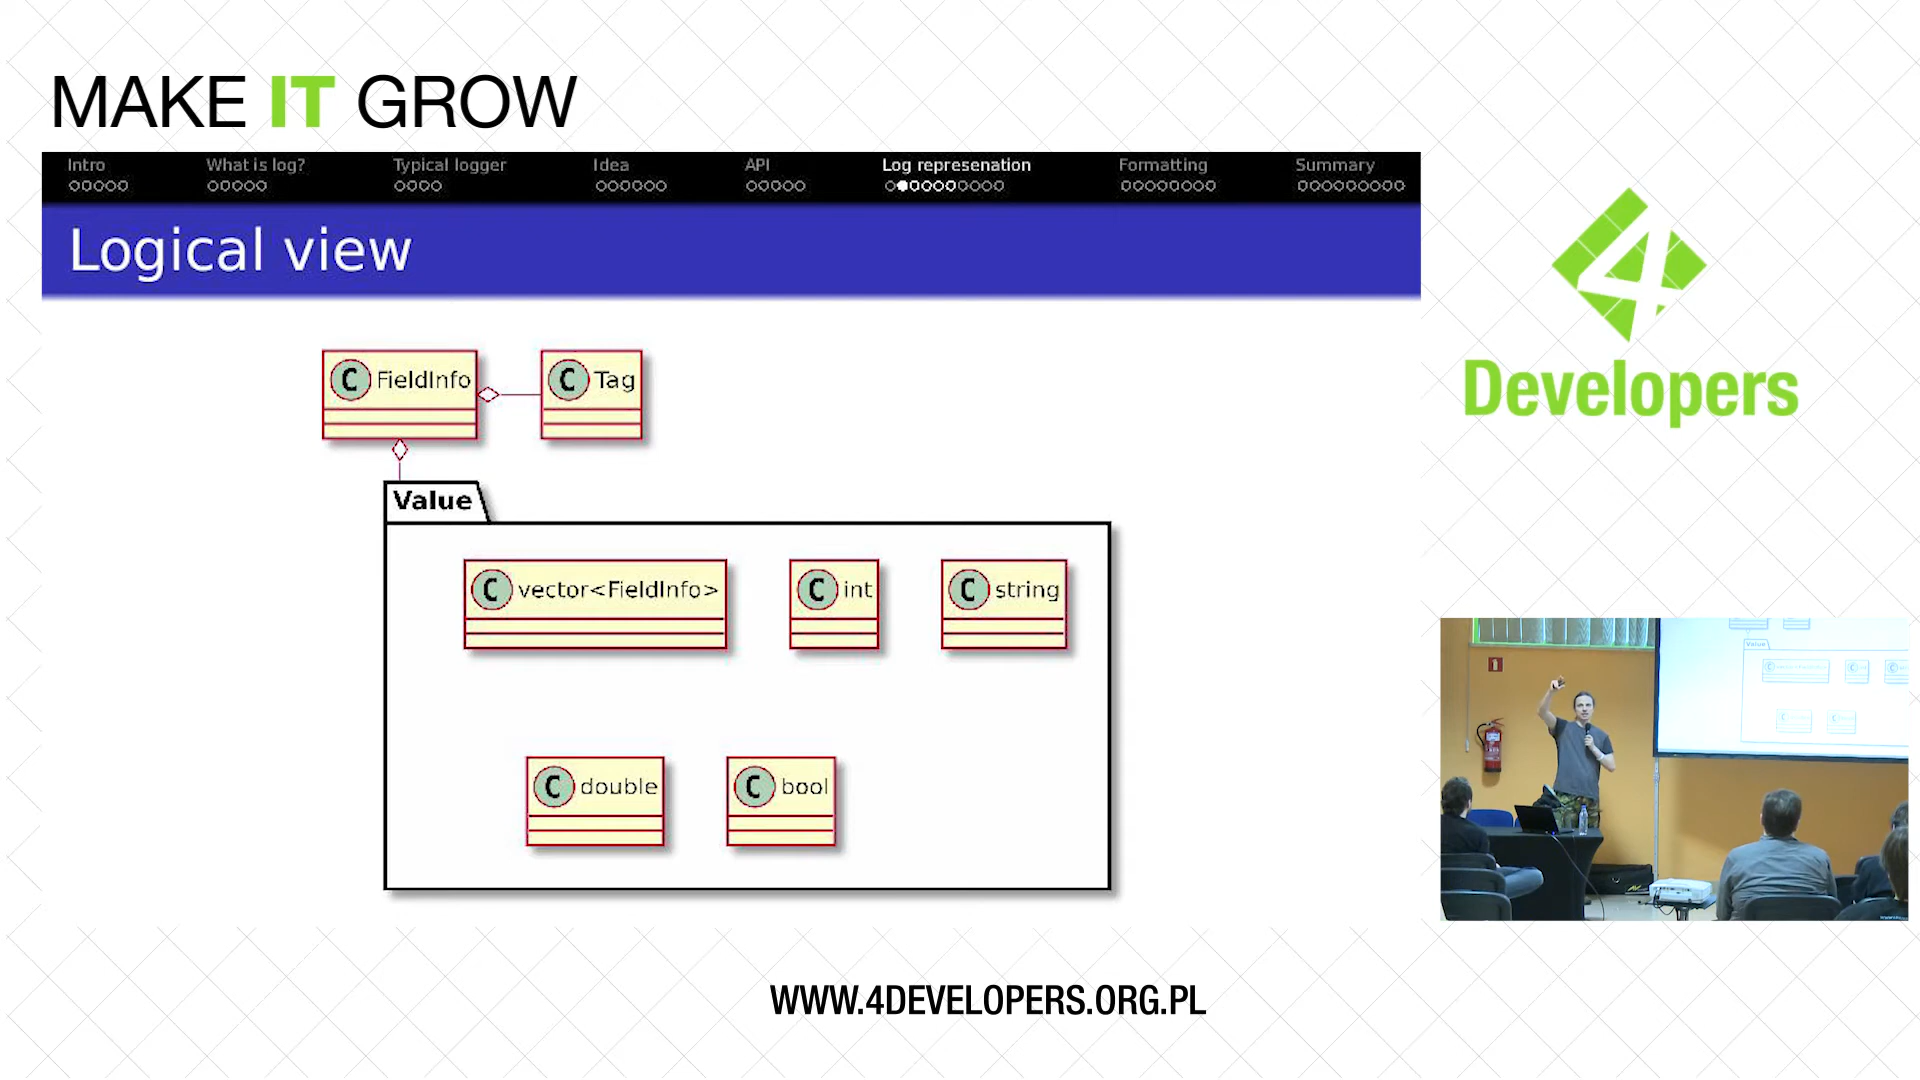 MAKE IT GROW
Intro What is log? Typical logger Idea API Log represenation Formatting Summary
Logical view
4
Developers
C FieldInfo C Tag
Value
C vector<FieldInfo> C int C string
C double C bool
WWW.4DEVELOPERS.ORG.PL